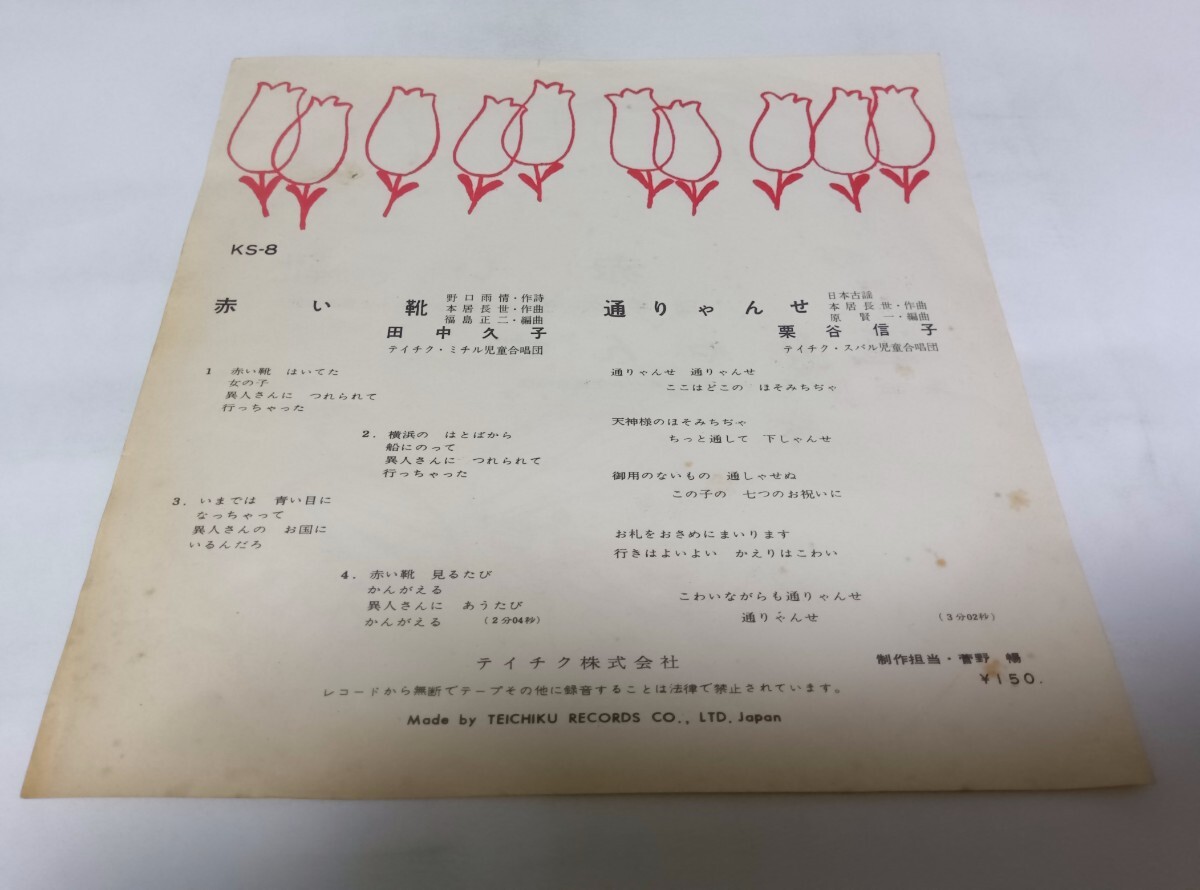 KS-8
赤い靴
野口雨情・作詩
本居長世・作曲
福島正二・編曲
田中久子
テイチク・ミチル児童合唱団
1 赤い靴 はいてた
女の子
異人さんに つれられて
行っちゃった
2. 横浜の はとばから
船にのって
異人さんに つれられて
行っちゃった
3. いまでは 青い目に
なっちゃって
異人さんの お国に
いるんだろ
4. 赤い靴 見るたび
かんがえる
異人さんに あうたび
かんがえる (2分04秒)
通りゃんせ
日本古謡
本居長世・作曲
原賢一・編曲
栗谷信子
テイチク・スバル児童合唱団
通りゃんせ 通りゃんせ
ここはどこの ほそみちぢゃ
天神様のほそみちぢゃ
ちっと通して 下しゃんせ
御用のないもの 通しゃせぬ
この子の 七つのお祝いに
お札をおさめにまいります
行きはよいよい かえりはこわい
こわいながらも通りゃんせ
通りゃんせ (3分02秒)
テイチク株式会社
制作担当・菅野
¥150.
レコードから無断でテープその他に録音することは法律で禁止されています。
Made by TEICHIKU RECORDS CO., LTD. Japan